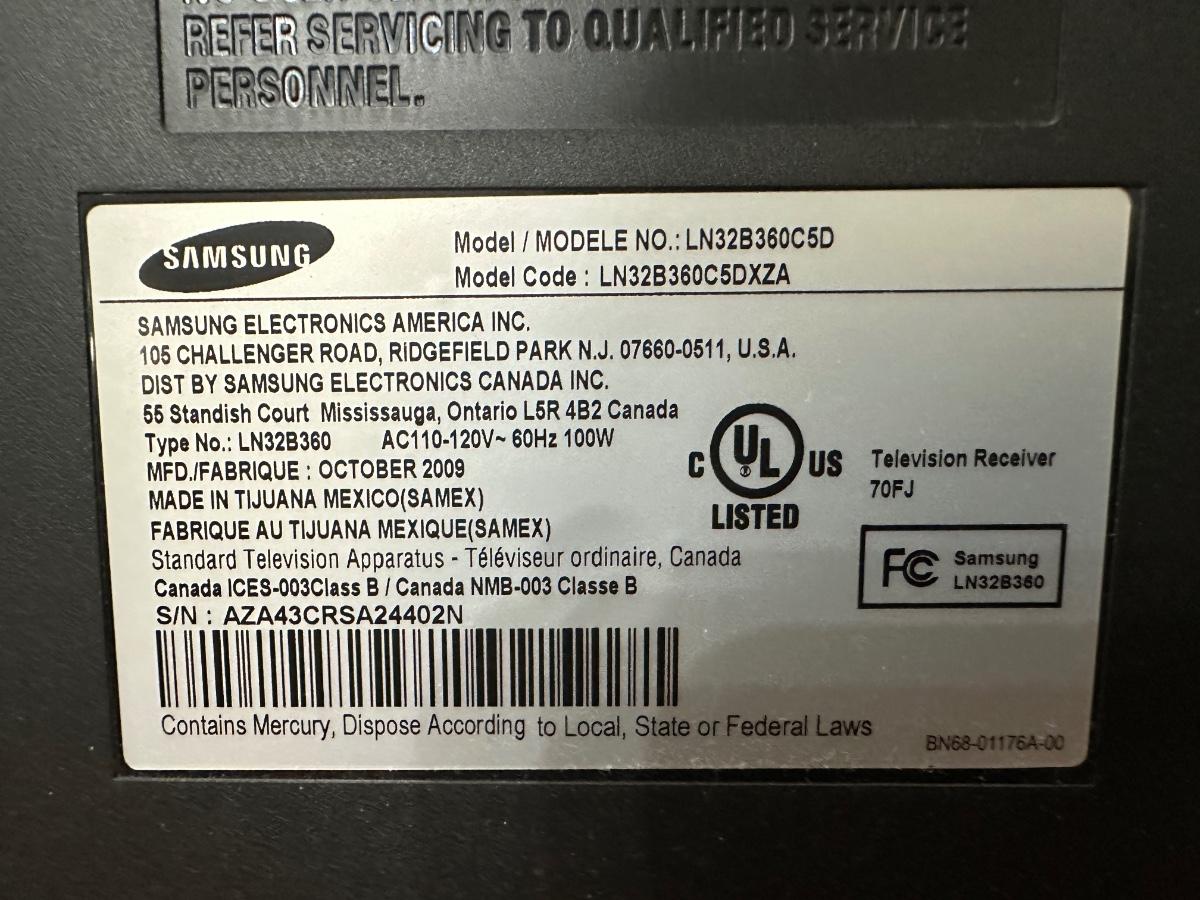 REFER SERVICING TO QUALIFIED SERVICE
PERSONNEL.
SAMSUNG
Model / MODELE NO.: LN32B360C5D
Model Code : LN32B360C5DXZA
SAMSUNG ELECTRONICS AMERICA INC.
105 CHALLENGER ROAD, RIDGEFIELD PARK N.J. 07660-0511, U.S.A.
DIST BY SAMSUNG ELECTRONICS CANADA INC.
55 Standish Court Mississauga, Ontario L5R 4B2 Canada
Type No.: LN32B360 AC110-120V~ 60Hz 100W
MFD./FABRIQUE : OCTOBER 2009
MADE IN TIJUANA MEXICO(SAMEX)
FABRIQUE AU TIJUANA MEXIQUE(SAMEX)
Standard Television Apparatus - Téléviseur ordinaire, Canada
Canada ICES-003Class B / Canada NMB-003 Classe B
S/N : AZA43CRSA24402N
C UL ® US
LISTED
Television Receiver
70FJ
FC Samsung
LN32B360
Contains Mercury, Dispose According to Local, State or Federal Laws
BN68-01176A-00